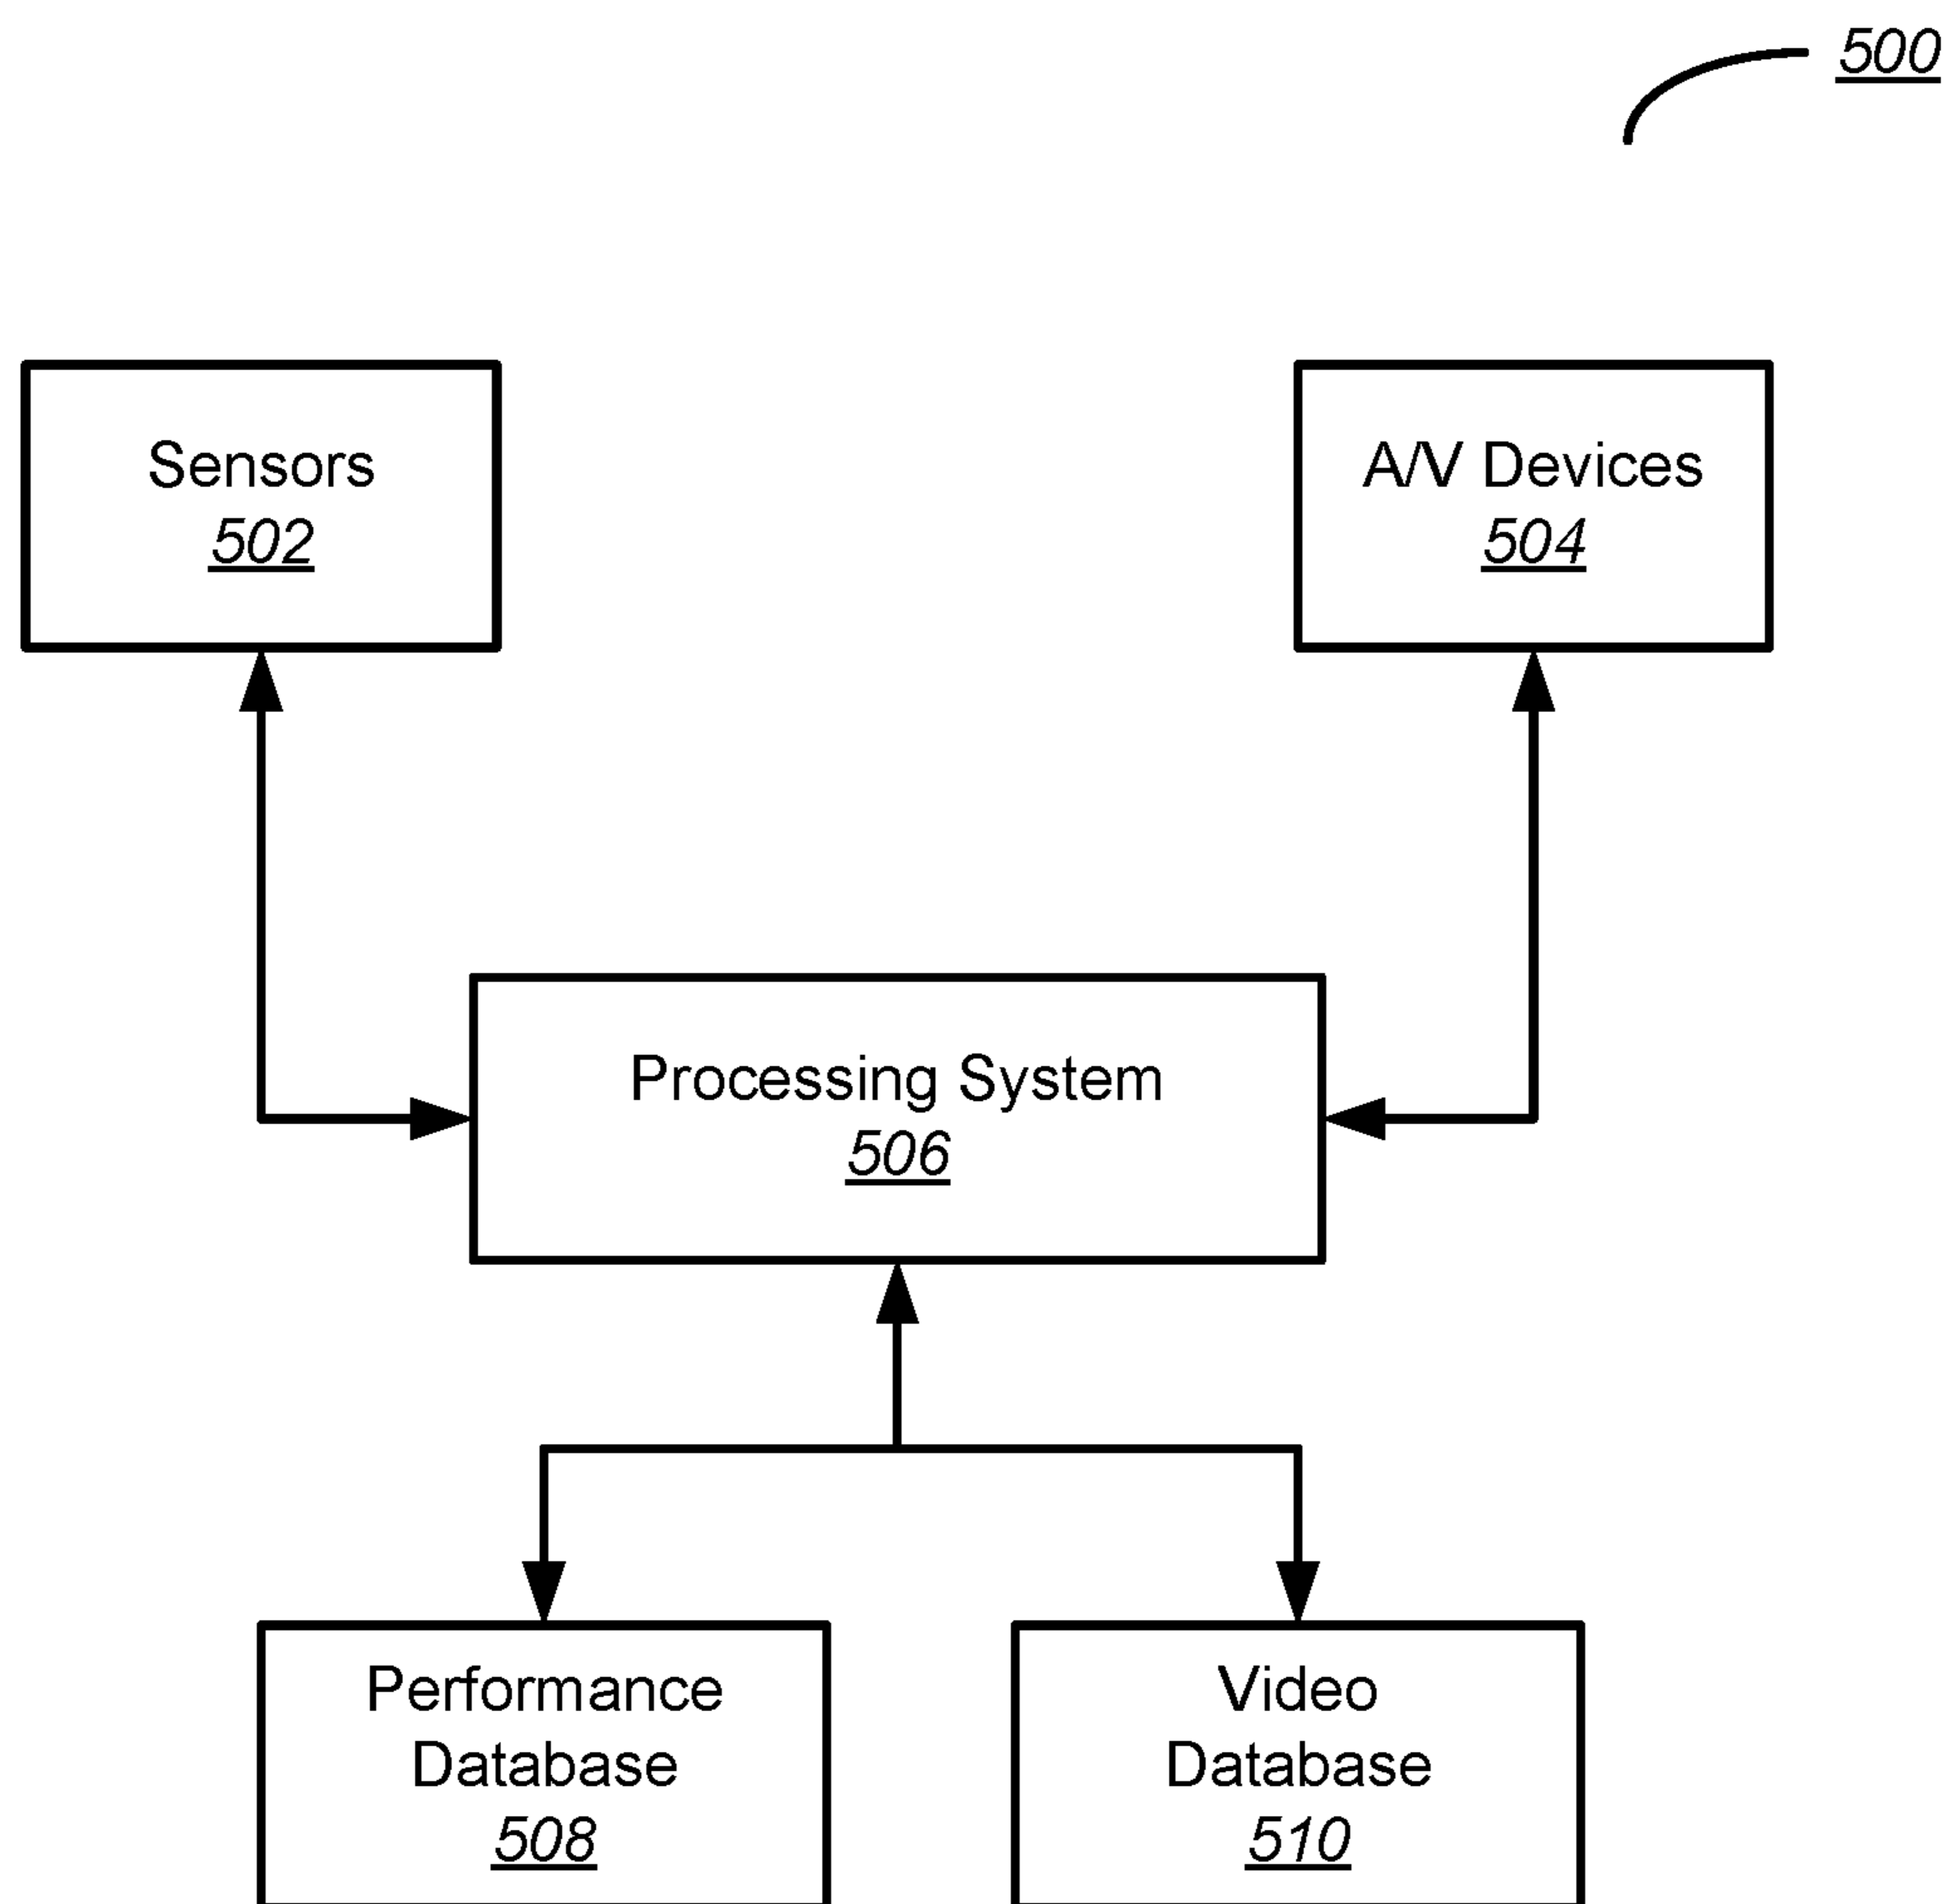 500
Sensors
502
A/V Devices
504
Processing System
506
Performance
Database
508
Video
Database
510